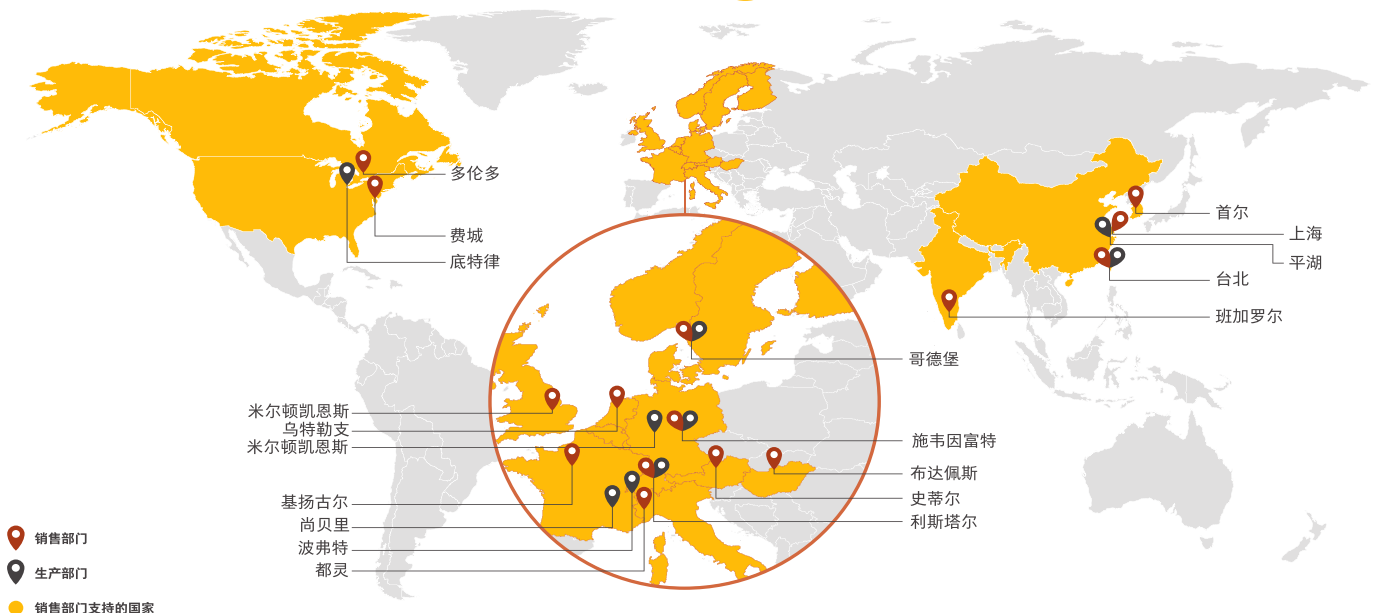 多伦多
费城
底特律
首尔
上海
平湖
台北
班加罗尔
哥德堡
米尔顿凯恩斯
乌特勒支
米尔顿凯恩斯
施韦因富特
布达佩斯
史蒂尔
利斯塔尔
基扬古尔
尚贝里
波弗特
都灵
销售部门
生产部门
销售部门支持的国家